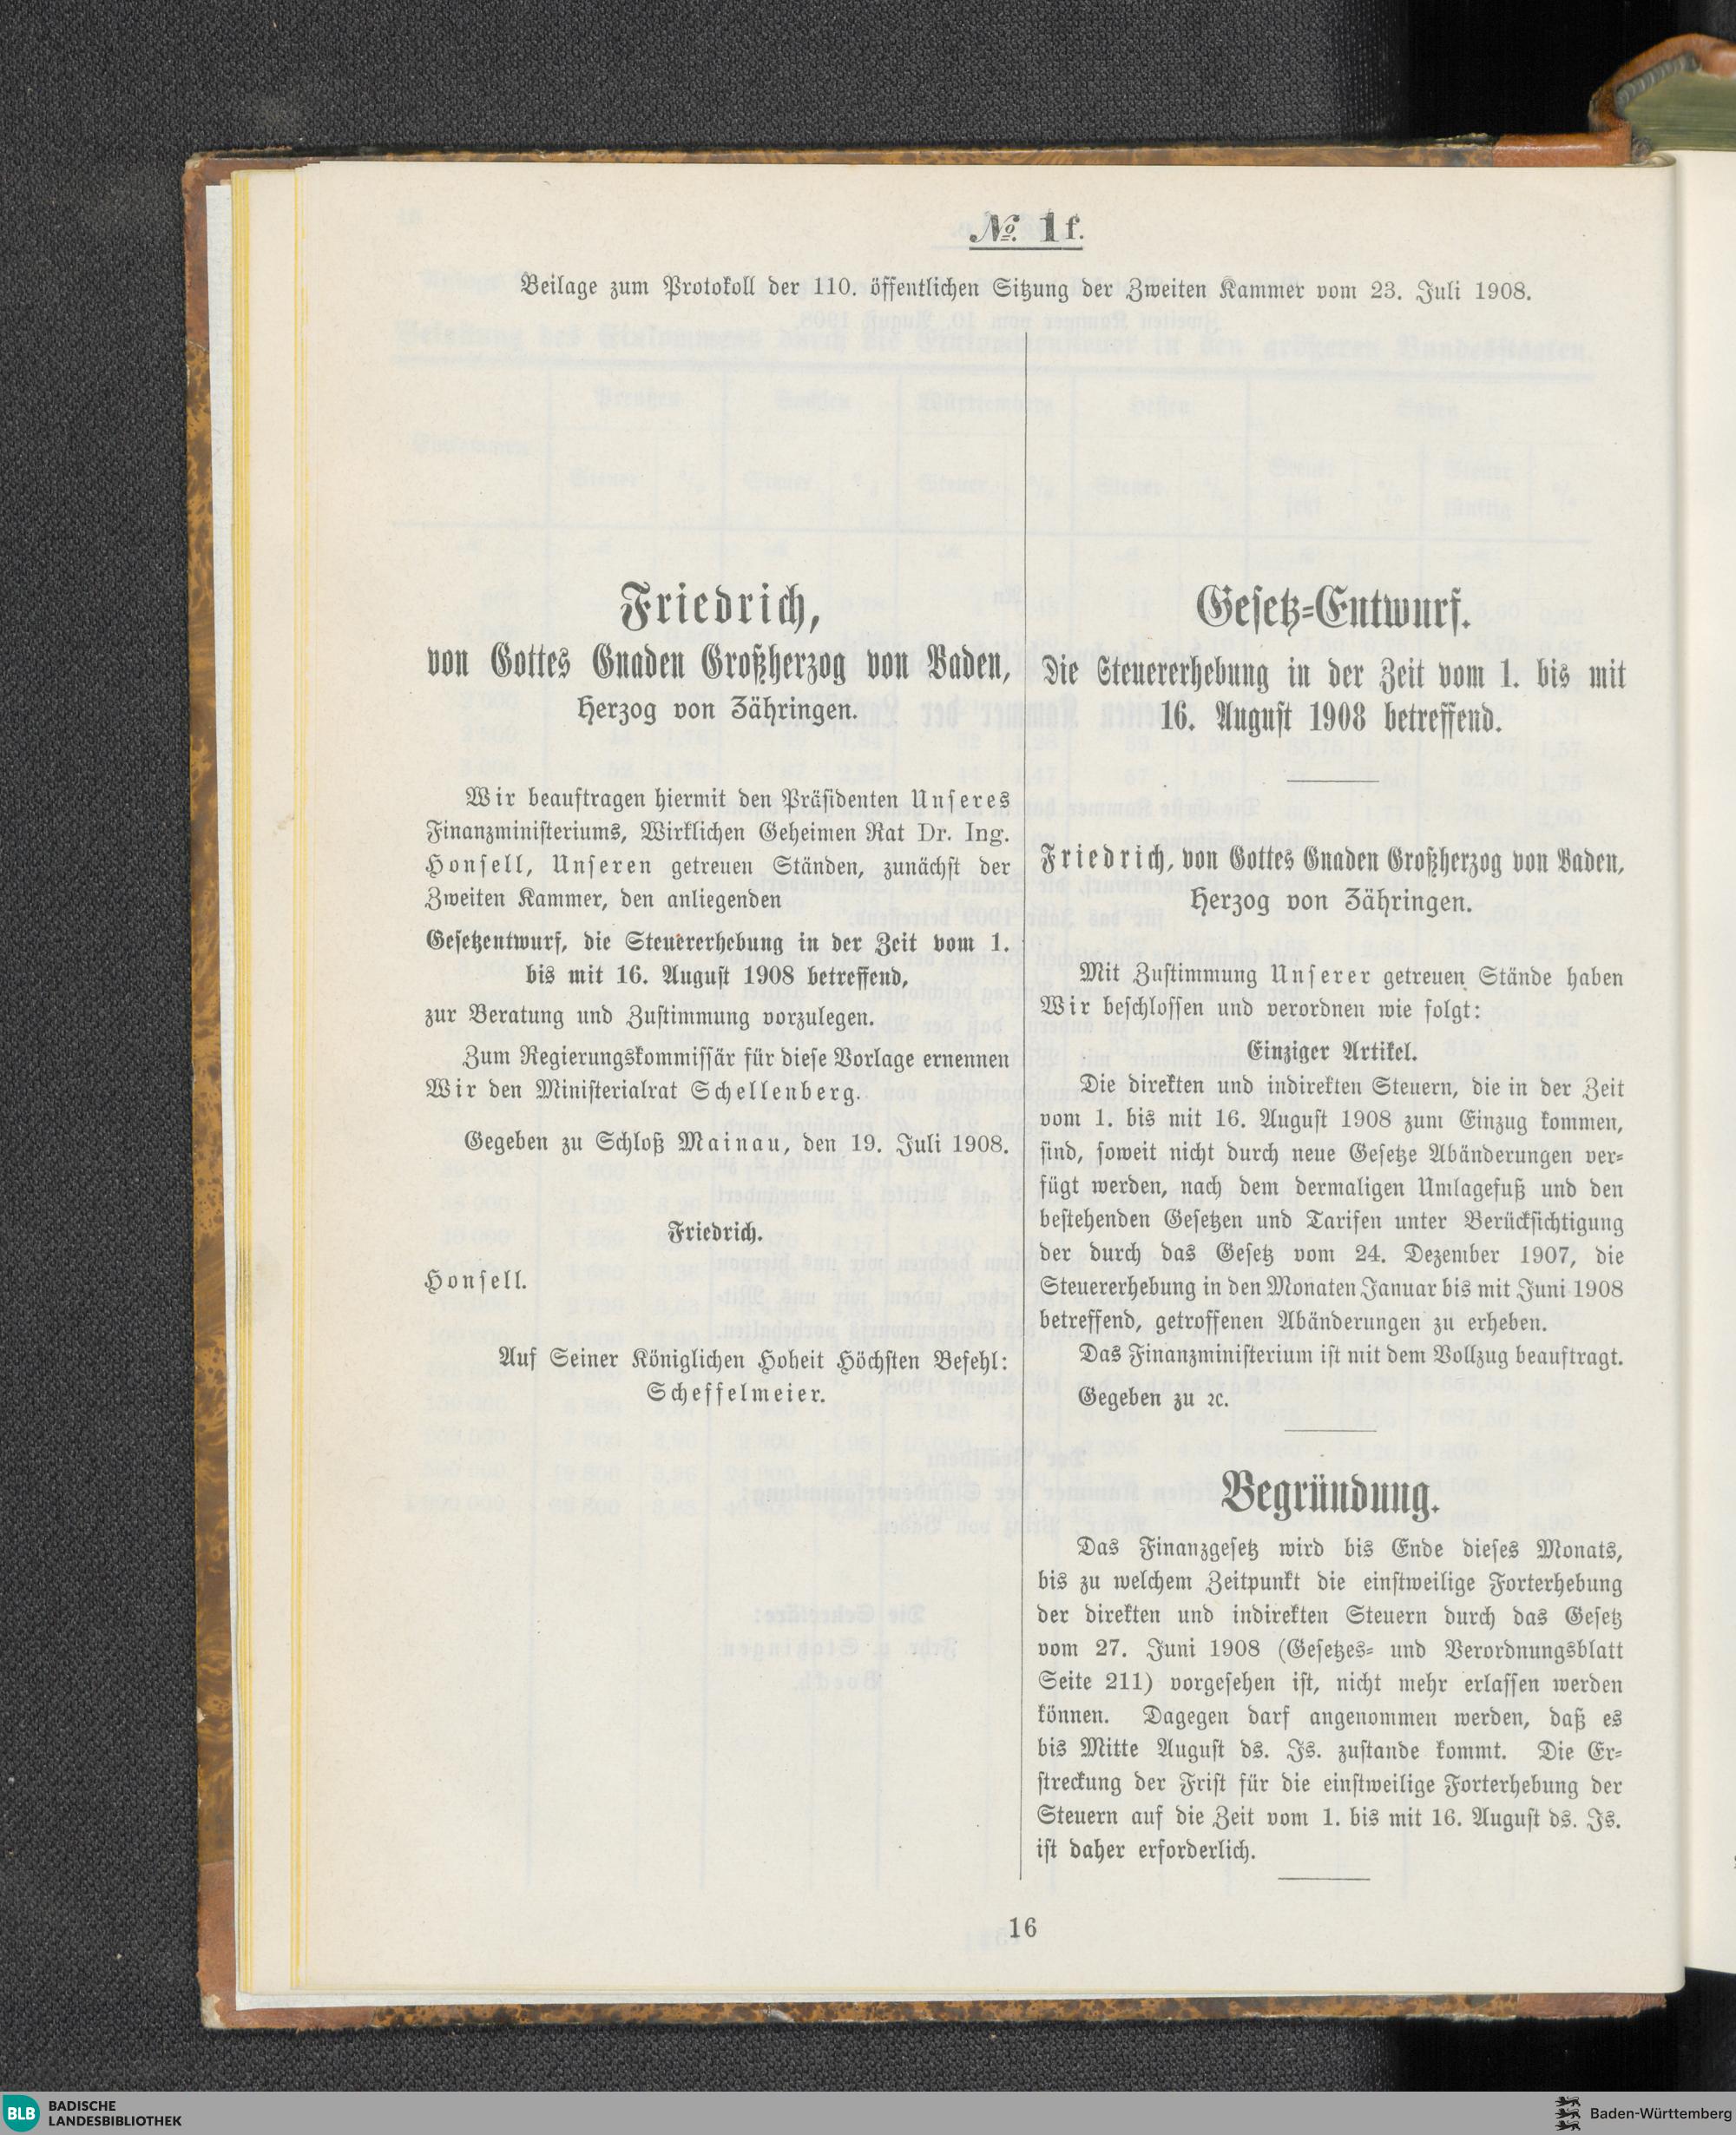 № 1 f.
Beilage zum Protokoll der 110. öffentlichen Sitzung der Zweiten Kammer vom 23. Juli 1908.
Friedrich,
von Gottes Gnaden Großherzog von Baden,
Herzog von Zähringen.
Wir beauftragen hiermit den Präsidenten Unseres
Finanzministeriums, Wirklichen Geheimen Rat Dr. Ing.
Honsell, Unseren getreuen Ständen, zunächst der
Zweiten Kammer, den anliegenden
Gesetzentwurf, die Steuererhebung in der Zeit vom 1.
bis mit 16. August 1908 betreffend,
zur Beratung und Zustimmung vorzulegen.
Zum Regierungskommissär für diese Vorlage ernennen
Wir den Ministerialrat Schellenberg.
Gegeben zu Schloß Mainau, den 19. Juli 1908.
Friedrich.
Honsell.
Auf Seiner Königlichen Hoheit Höchsten Befehl:
Scheffelmeier.
Gesetz-Entwurf.
Die Steuererhebung in der Zeit vom 1. bis mit
16. August 1908 betreffend.
Friedrich, von Gottes Gnaden Großherzog von Baden,
Herzog von Zähringen.
Mit Zustimmung Unserer getreuen Stände haben
Wir beschlossen und verordnen wie folgt:
Einziger Artikel.
Die direkten und indirekten Steuern, die in der Zeit
vom 1. bis mit 16. August 1908 zum Einzug kommen,
sind, soweit nicht durch neue Gesetze Abänderungen ver-
fügt werden, nach dem dermaligen Umlagefuß und den
bestehenden Gesetzen und Tarifen unter Berücksichtigung
der durch das Gesetz vom 24. Dezember 1907, die
Steuererhebung in den Monaten Januar bis mit Juni 1908
betreffend, getroffenen Abänderungen zu erheben.
Das Finanzministerium ist mit dem Vollzug beauftragt.
Gegeben zu ꝛc.
Begründung.
Das Finanzgesetz wird bis Ende dieses Monats,
bis zu welchem Zeitpunkt die einstweilige Forterhebung
der direkten und indirekten Steuern durch das Gesetz
vom 27. Juni 1908 (Gesetzes- und Verordnungsblatt
Seite 211) vorgesehen ist, nicht mehr erlassen werden
können. Dagegen darf angenommen werden, daß es
bis Mitte August ds. Js. zustande kommt. Die Er-
streckung der Frist für die einstweilige Forterhebung der
Steuern auf die Zeit vom 1. bis mit 16. August ds. Js.
ist daher erforderlich.
16
BLB BADISCHE
LANDESBIBLIOTHEK
Baden-Württemberg